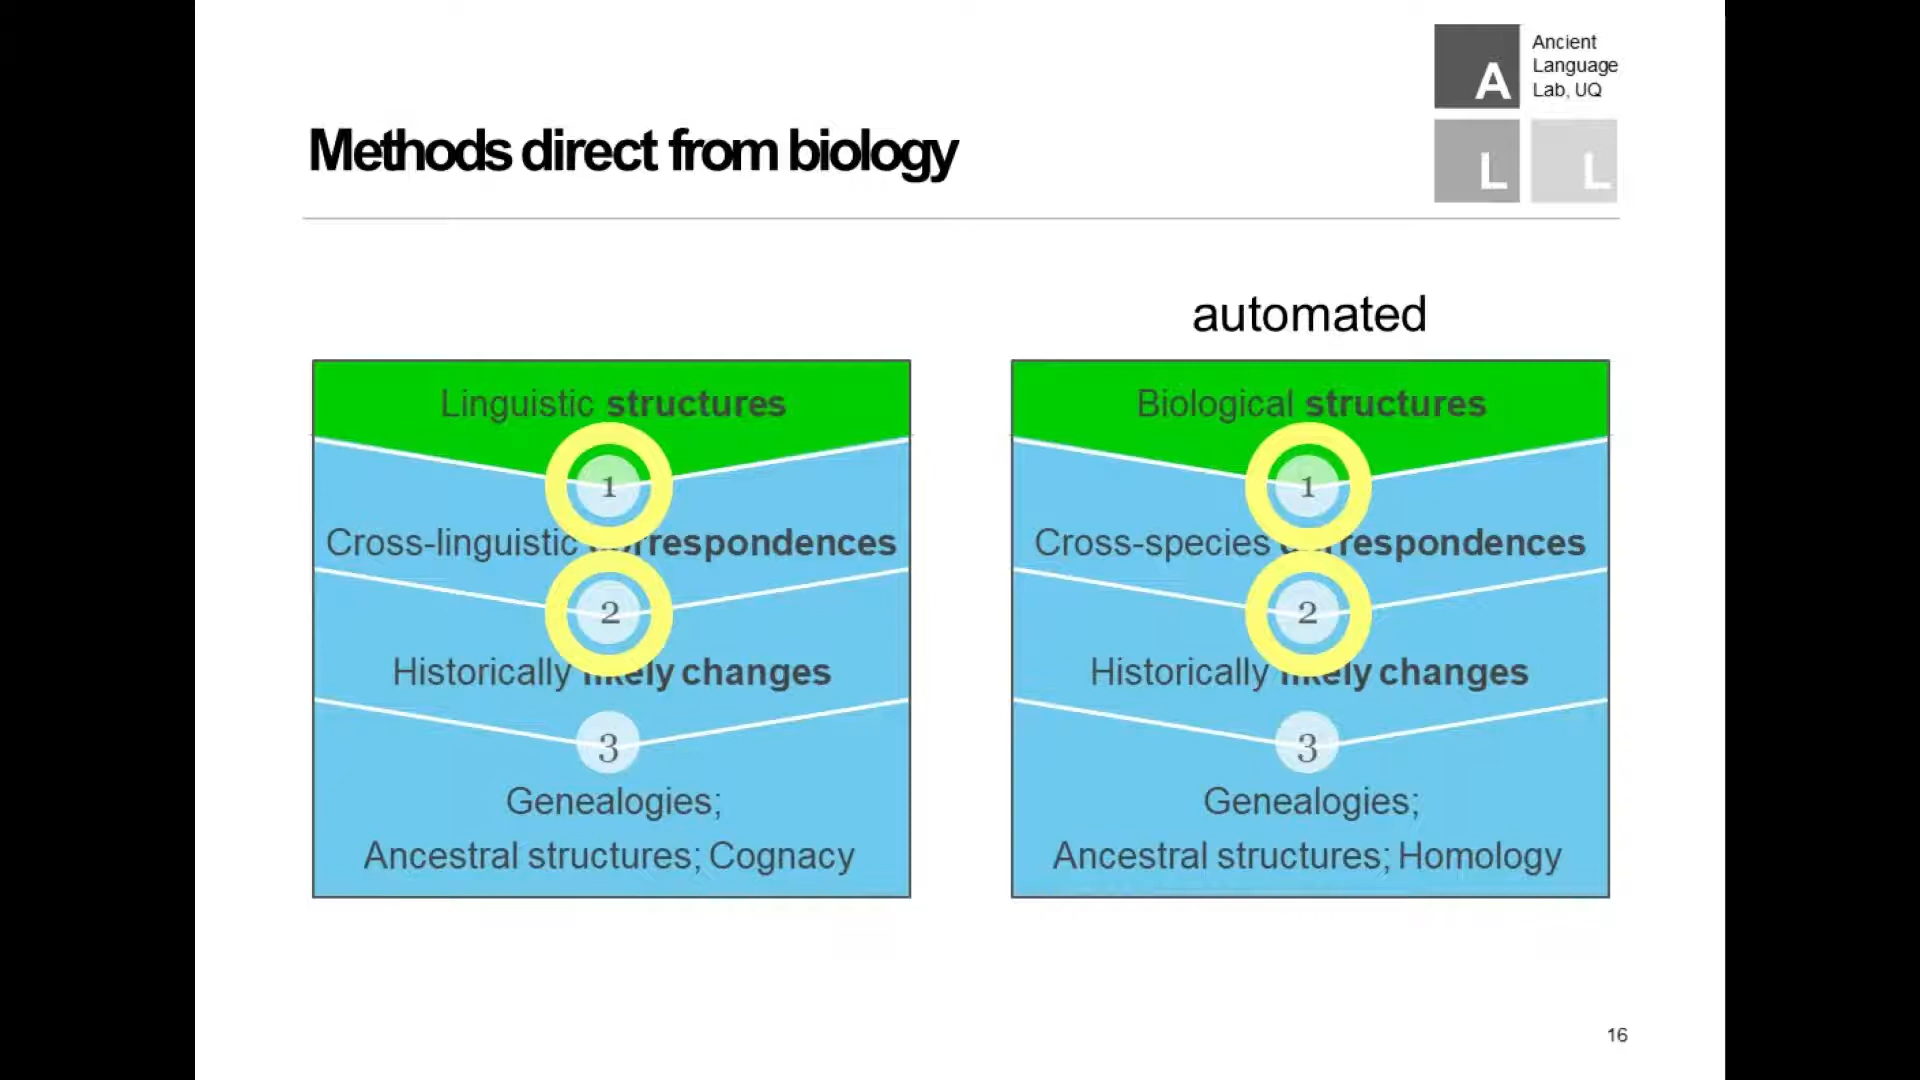 A
Ancient
Language
Lab, UQ
L L
Methods direct from biology
automated
Linguistic structures
1
Cross-linguistic correspondences
2
Historically likely changes
3
Genealogies;
Ancestral structures; Cognacy
Biological structures
1
Cross-species correspondences
2
Historically likely changes
3
Genealogies;
Ancestral structures; Homology
16